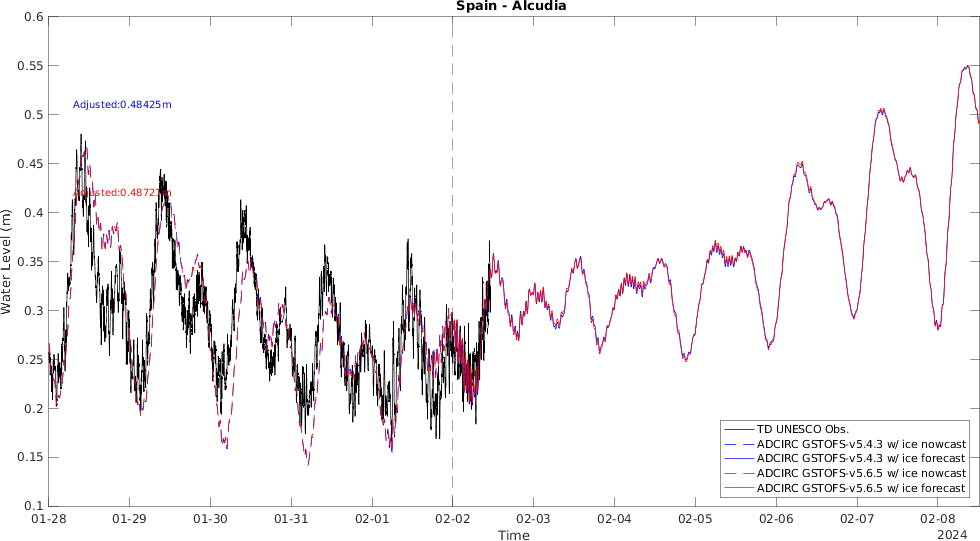 Spain - Alcudia
0.6
0.55
0.5
0.45
0.4
0.35
0.3
0.25
0.2
0.15
0.1
Water Level (m)
Adjusted:0.48425m
TD UNESCO Obs.
ADCIRC GSTOFS-v5.4.3 w/ ice nowcast
ADCIRC GSTOFS-v5.4.3 w/ ice forecast
ADCIRC GSTOFS-v5.6.5 w/ ice nowcast
ADCIRC GSTOFS-v5.6.5 w/ ice forecast
01-28 01-29 01-30 01-31 02-01 02-02 02-03 02-04 02-05 02-06 02-07 02-08
Time
2024